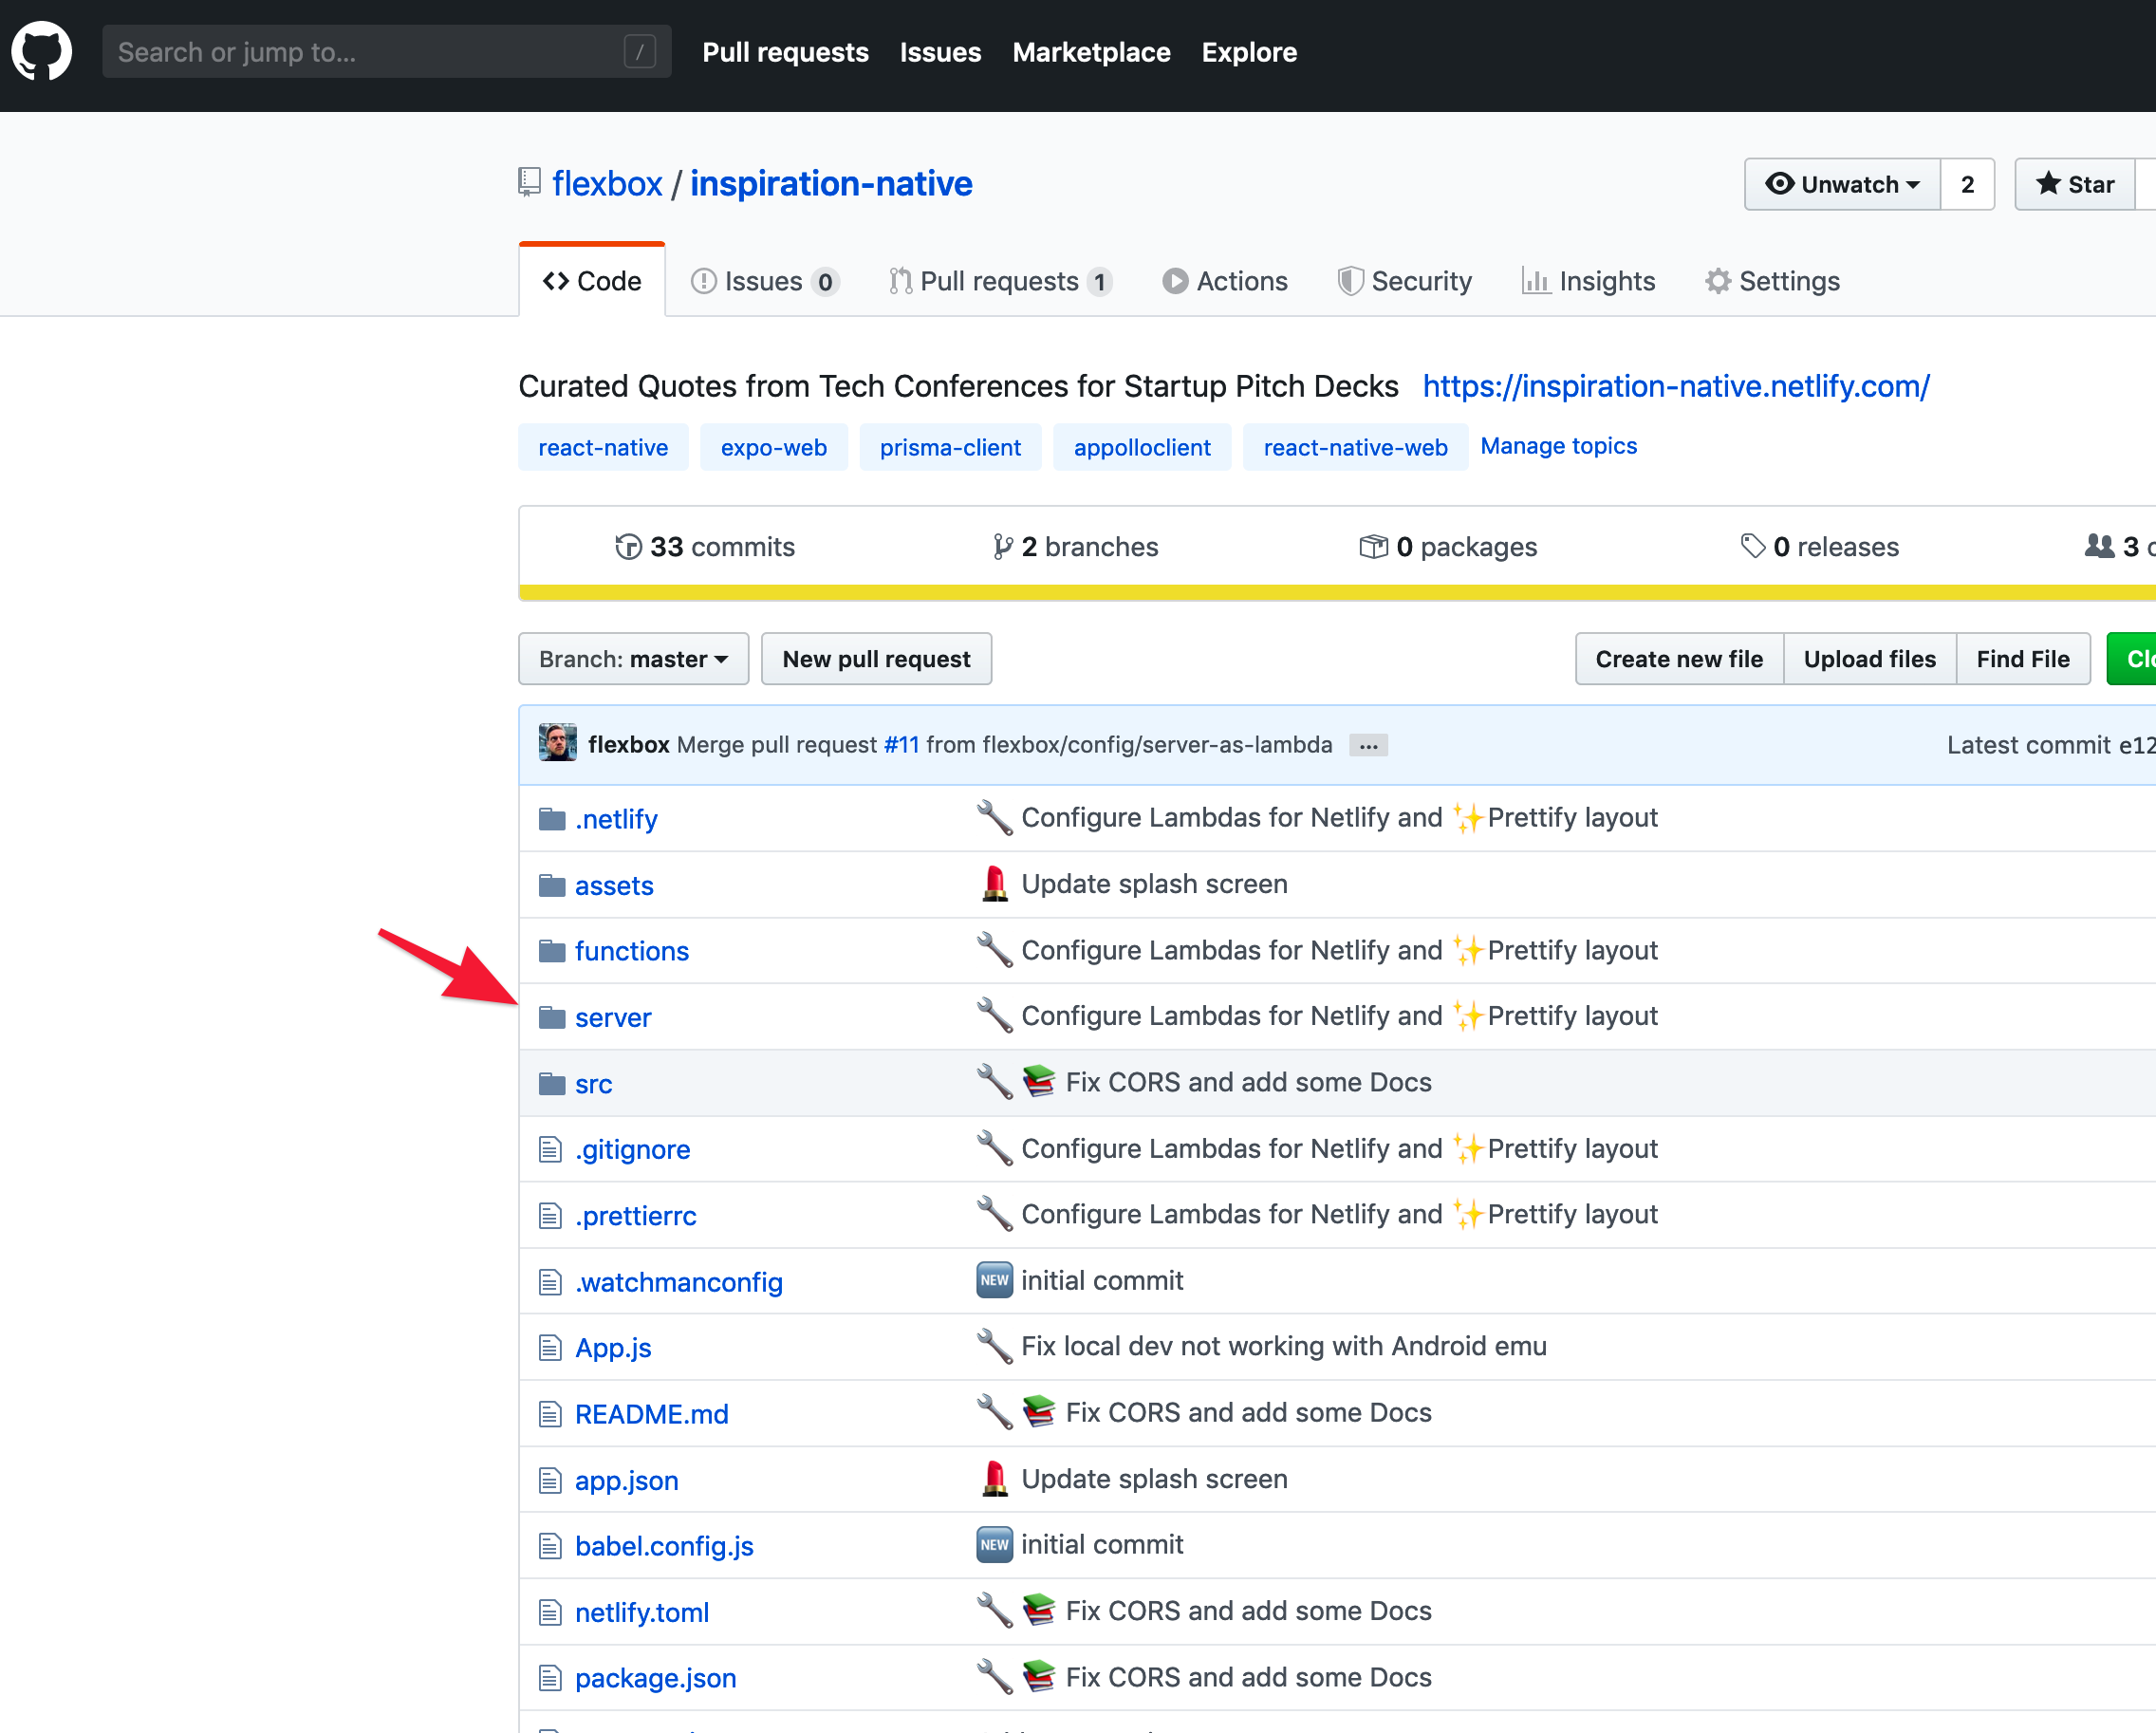 Search or jump to... /
Pull requests Issues Marketplace Explore
flexbox / inspiration-native
Unwatch 2 Star
Code Issues 0 Pull requests 1 Actions Security Insights Settings
Curated Quotes from Tech Conferences for Startup Pitch Decks https://inspiration-native.netlify.com/
react-native expo-web prisma-client appolloclient react-native-web Manage topics
33 commits 2 branches 0 packages 0 releases 3
Branch: master New pull request Create new file Upload files Find File
flexbox Merge pull request #11 from flexbox/config/server-as-lambda ... Latest commit e12
.netlify 🔧 Configure Lambdas for Netlify and ✨Prettify layout
assets 💄 Update splash screen
functions 🔧 Configure Lambdas for Netlify and ✨Prettify layout
server 🔧 Configure Lambdas for Netlify and ✨Prettify layout
src 🔧 📚 Fix CORS and add some Docs
.gitignore 🔧 Configure Lambdas for Netlify and ✨Prettify layout
.prettierrc 🔧 Configure Lambdas for Netlify and ✨Prettify layout
.watchmanconfig 🆕 initial commit
App.js 🔧 Fix local dev not working with Android emu
README.md 🔧 📚 Fix CORS and add some Docs
app.json 💄 Update splash screen
babel.config.js 🆕 initial commit
netlify.toml 🔧 📚 Fix CORS and add some Docs
package.json 🔧 📚 Fix CORS and add some Docs